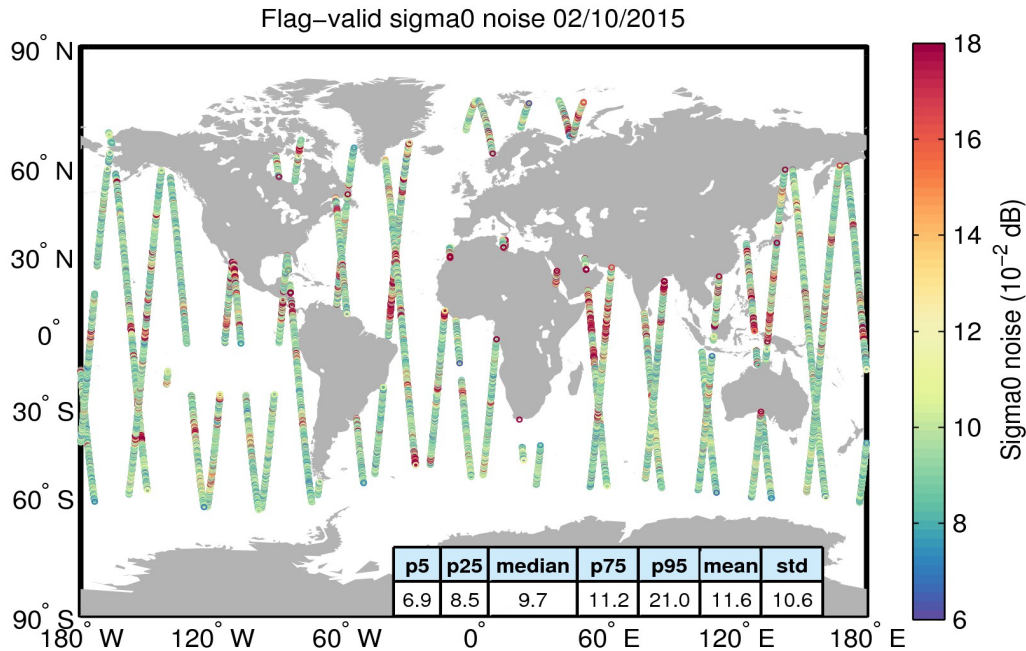 Flag−valid sigma0 noise 02/10/2015
90° N
60° N
30° N
0°
30° S
60° S
90° S
180° W
120° W
60° W
0°
60° E
120° E
180° E
18
16
14
12
10
8
6
Sigma0 noise (10−2 dB)
p5 p25 median p75 p95 mean std
6.9 8.5 9.7 11.2 21.0 11.6 10.6